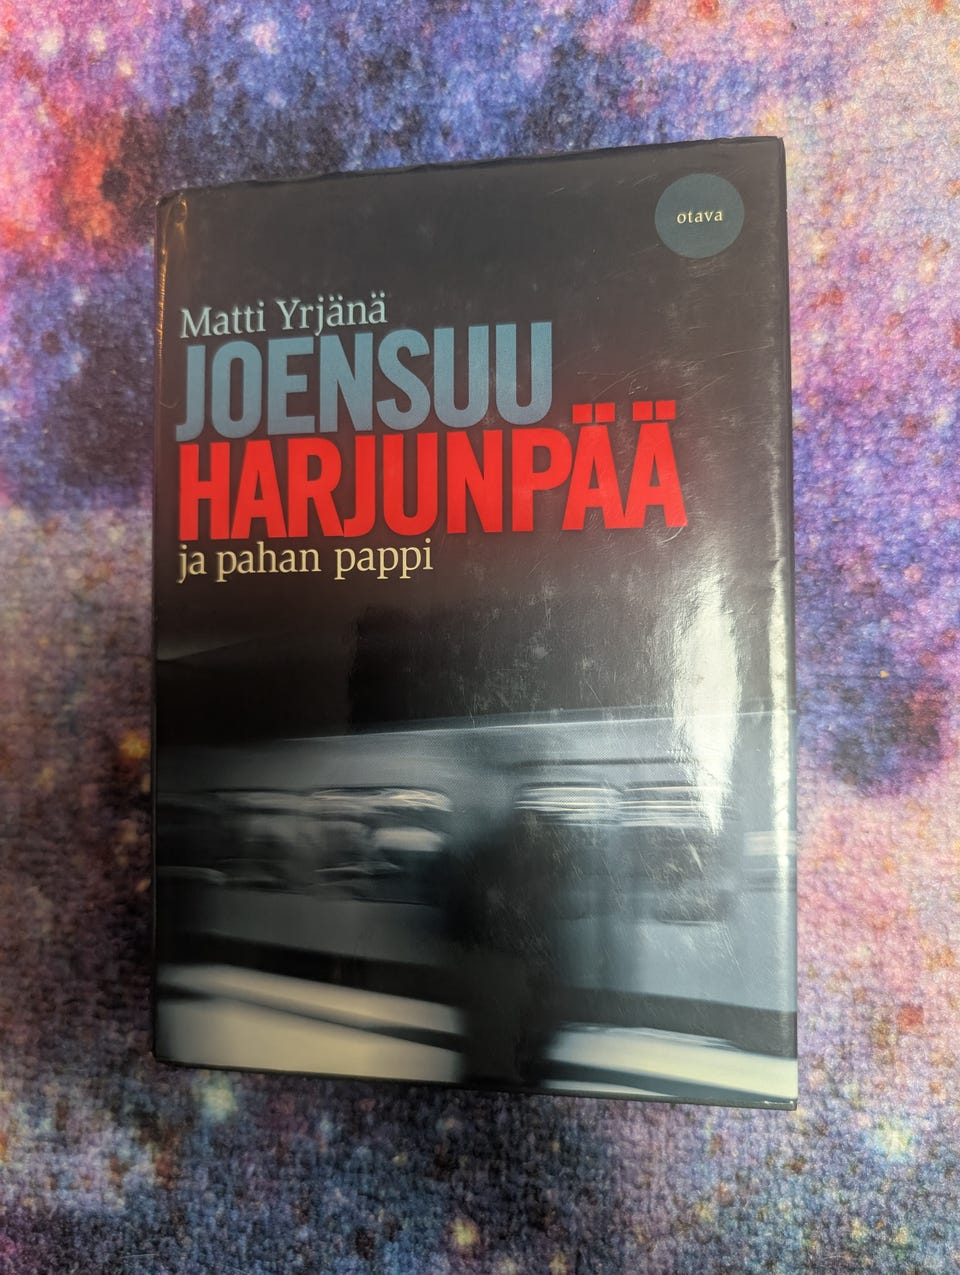 otava
Matti Yrjänä
JOENSUU
HARJUNPÄÄ
ja pahan pappi